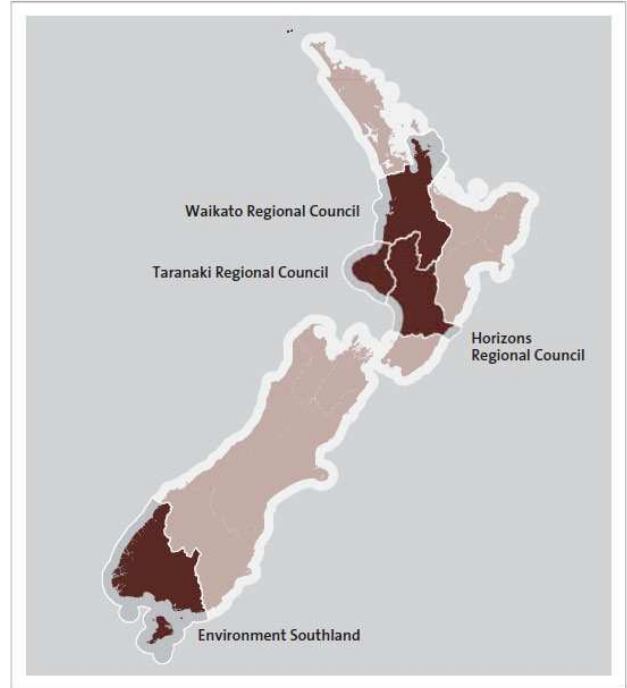 Waikato Regional Council
Taranaki Regional Council
Horizons
Regional Council
Environment Southland